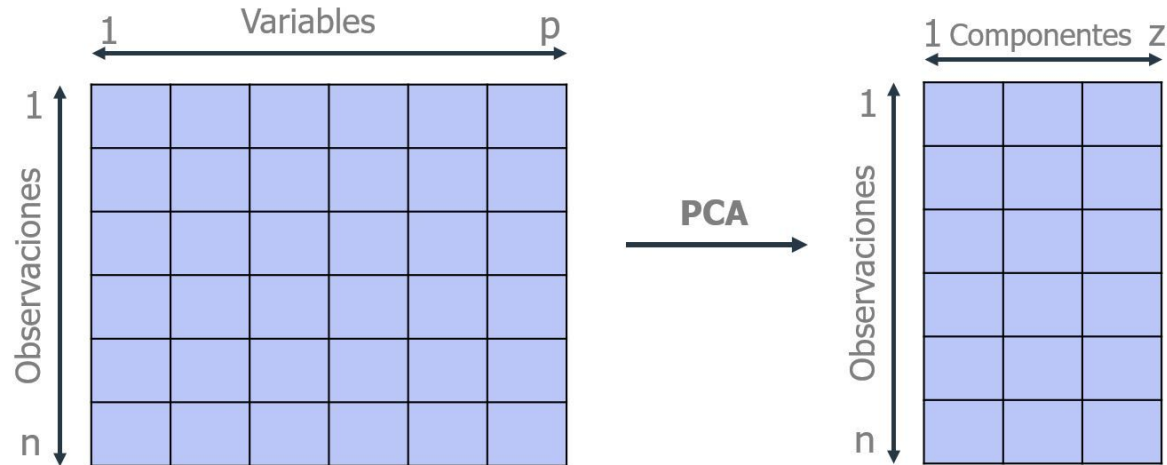 1 Variables p
1 Componentes z
1
Observaciones
n
PCA
1
Observaciones
n